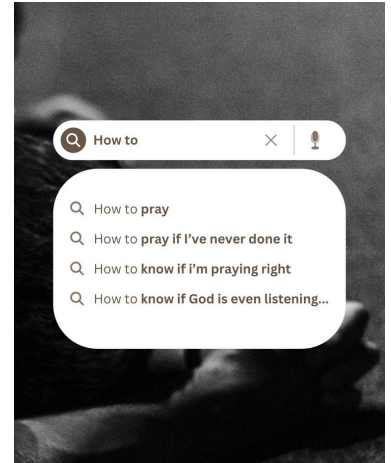 How to
How to pray
How to pray if I've never done it
How to know if i'm praying right
How to know if God is even listening...